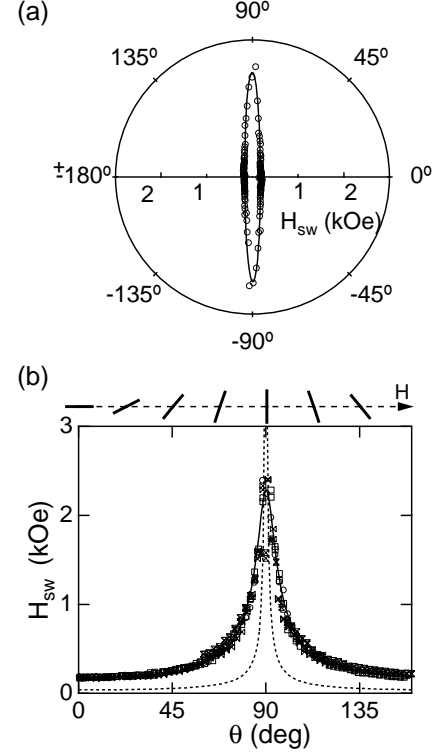 (a)
90º
135º
45º
±180º
0º
2 1 1 2
H_sw (kOe)
-135º
-45º
-90º
(b)
H
3
2
1
0
H_sw (kOe)
0 45 90 135
θ (deg)